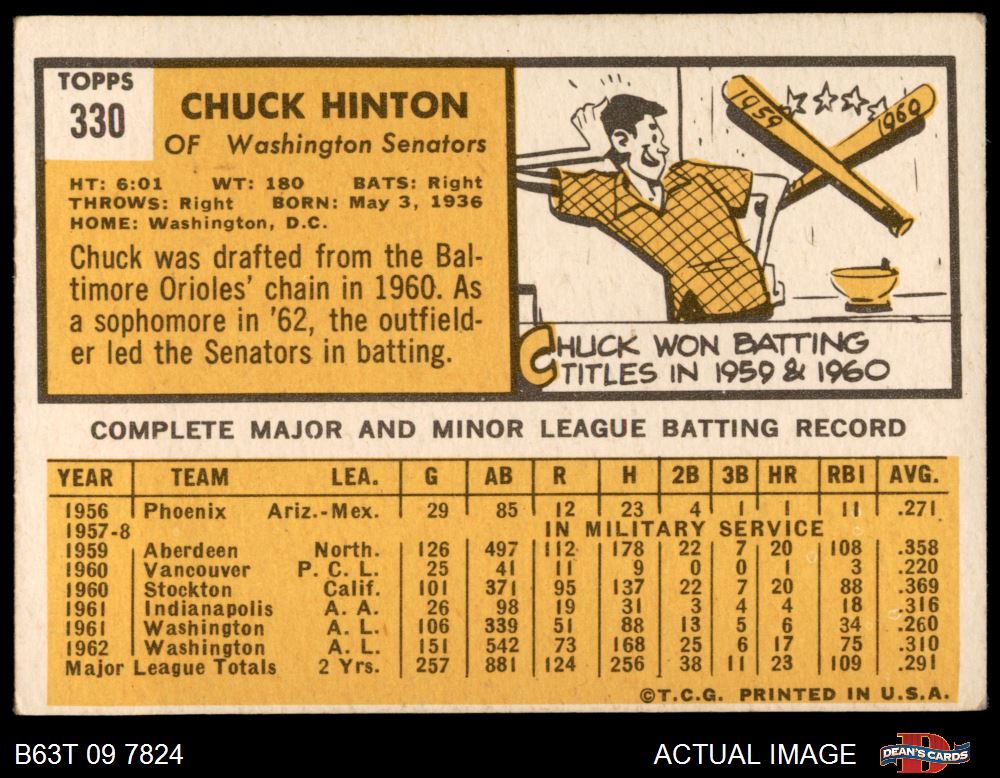 TOPPS
330
CHUCK HINTON
OF Washington Senators
HT: 6:01 WT: 180 BATS: Right
THROWS: Right BORN: May 3, 1936
HOME: Washington, D.C.
Chuck was drafted from the Bal-
timore Orioles' chain in 1960. As
a sophomore in '62, the outfield-
er led the Senators in batting.
1959 1960
CHUCK WON BATTING
TITLES IN 1959 & 1960
COMPLETE MAJOR AND MINOR LEAGUE BATTING RECORD
YEAR TEAM LEA. G AB R H 2B 3B HR RBI AVG.
1956 Phoenix Ariz.-Mex. 29 85 12 23 4 1 1 11 .271
1957-8 IN MILITARY SERVICE
1959 Aberdeen North. 126 497 112 178 22 7 20 108 .358
1960 Vancouver P. C. L. 25 41 11 9 0 0 1 3 .220
1960 Stockton Calif. 101 371 95 137 22 7 20 88 .369
1961 Indianapolis A. A. 26 98 19 31 3 4 4 18 .316
1961 Washington A. L. 106 339 51 88 13 5 6 34 .260
1962 Washington A. L. 151 542 73 168 25 6 17 75 .310
Major League Totals 2 Yrs. 257 881 124 256 38 11 23 109 .291
©T.C.G. PRINTED IN U.S.A.
B63T 09 7824 ACTUAL IMAGE DEAN'S CARDS